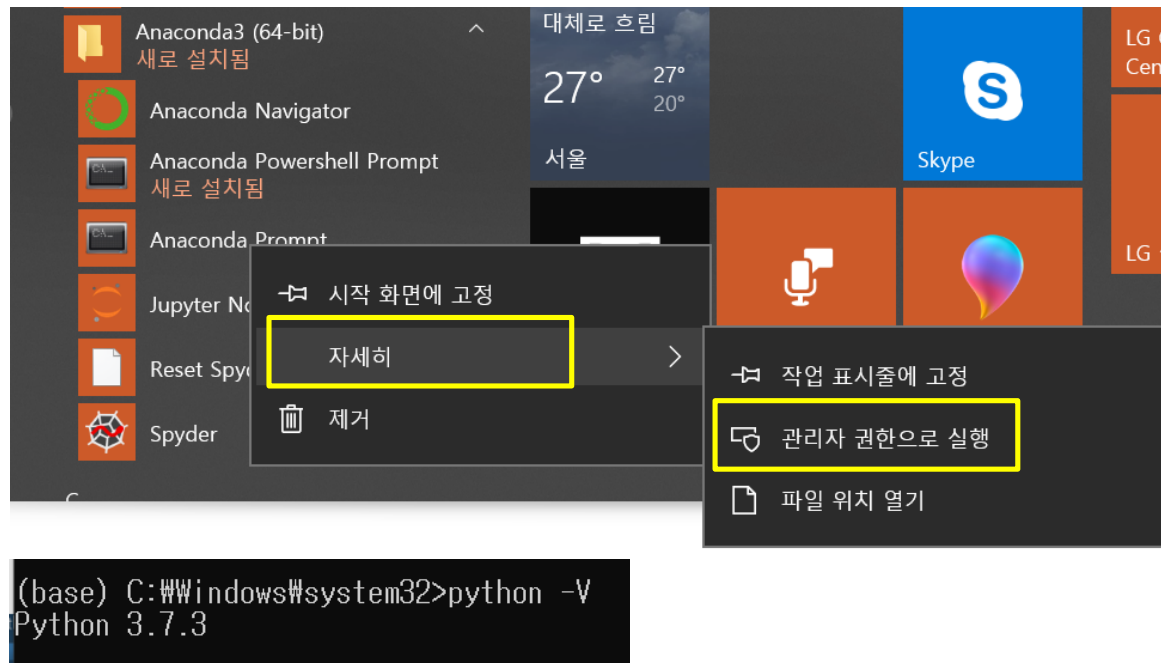 Anaconda3 (64-bit)
새로 설치됨
Anaconda Navigator
Anaconda Powershell Prompt
새로 설치됨
Anaconda Prompt
Jupyter
Reset
Spyder
대체로 흐림
27°
27°
20°
서울
Skype
LG
LG
시작 화면에 고정
자세히
제거
작업 표시줄에 고정
관리자 권한으로 실행
파일 위치 열기
(base) C:₩Windows₩system32>python -V
Python 3.7.3